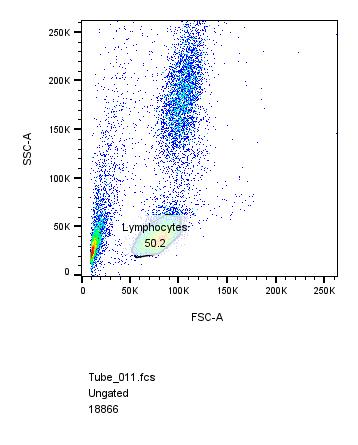 250K
200K
150K
100K
50K
0
SSC-A
Lymphocytes
50.2
0 50K 100K 150K 200K 250K
FSC-A
Tube_011.fcs
Ungated
18866